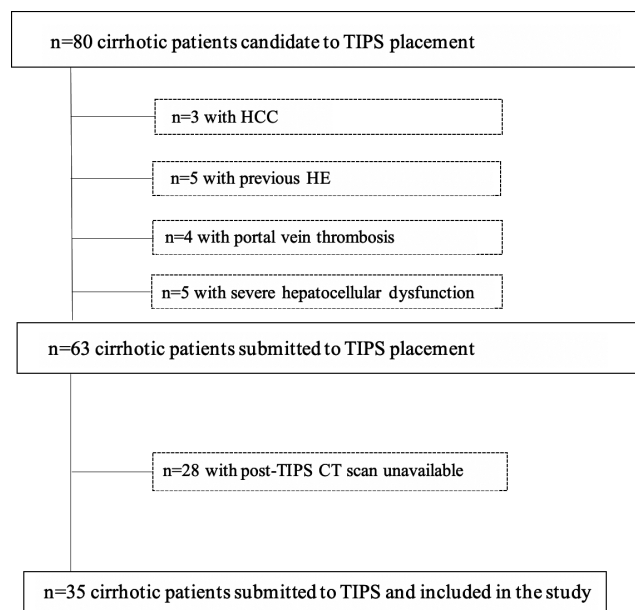 n=80 cirrhotic patients candidate to TIPS placement
n=3 with HCC
n=5 with previous HE
n=4 with portal vein thrombosis
n=5 with severe hepatocellular dysfunction
n=63 cirrhotic patients submitted to TIPS placement
n=28 with post-TIPS CT scan unavailable
n=35 cirrhotic patients submitted to TIPS and included in the study